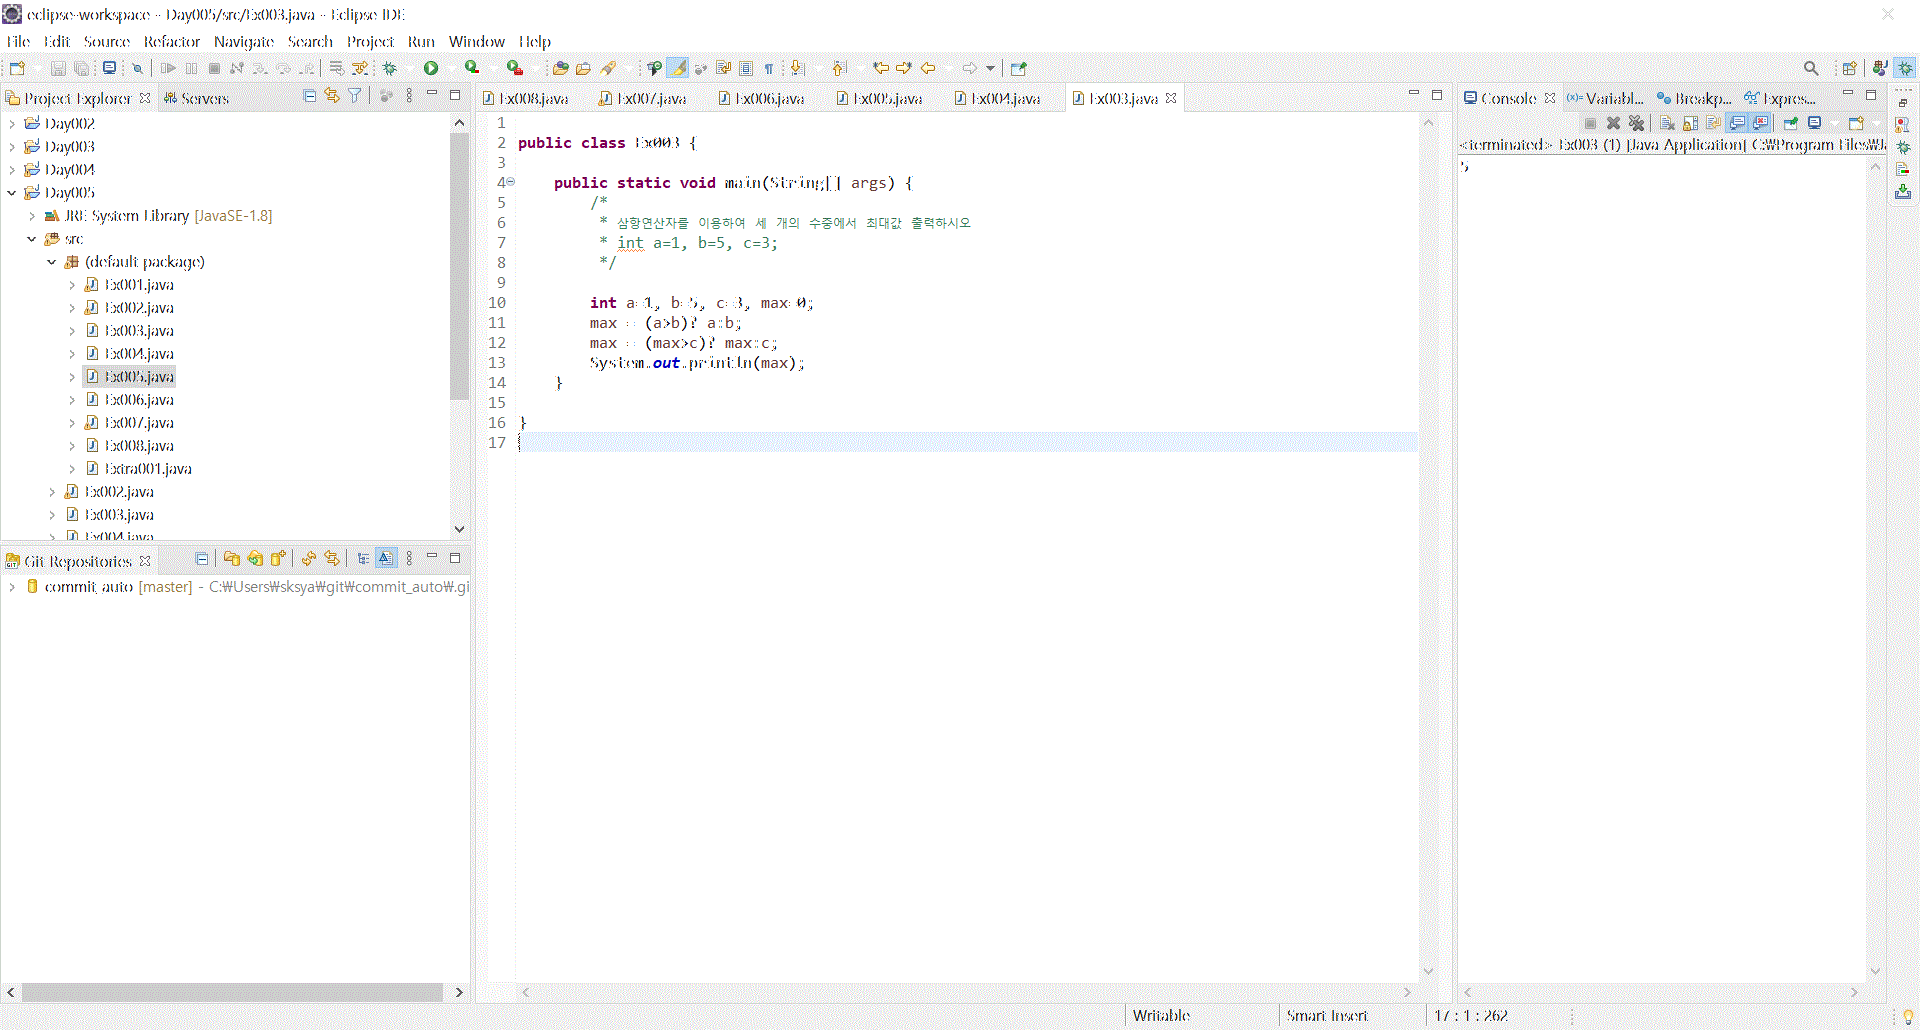 eclipse-workspace - Day005/src/Ex003.java - Eclipse IDE
File Edit Source Refactor Navigate Search Project Run Window Help
Project Explorer Servers
Day002
Day003
Day004
Day005
JRE System Library [JavaSE-1.8]
src
(default package)
Ex001.java
Ex002.java
Ex003.java
Ex004.java
Ex005.java
Ex006.java
Ex007.java
Ex008.java
Extra001.java
Ex002.java
Ex003.java
Ex004.java
Git Repositories
commit_auto [master] - C:₩Users₩sksya₩git₩commit_auto₩.gi
Ex008.java Ex007.java Ex006.java Ex005.java Ex004.java Ex003.java
1
2 public class Ex003 {
3
4 public static void main(String[] args) {
5 /*
6 * 삼항연산자를 이용하여 세 개의 수중에서 최대값 출력하시오
7 * int a=1, b=5, c=3;
8 */
9
10 int a=1, b=5, c=3, max=0;
11 max = (a>b)? a:b;
12 max = (max>c)? max:c;
13 System.out.println(max);
14 }
15
16 }
17
Console Variabl... Breakp... Expres...
<terminated> Ex003 (1) [Java Application] C:₩Program Files₩Ja
5
Writable Smart Insert 17 : 1 : 262